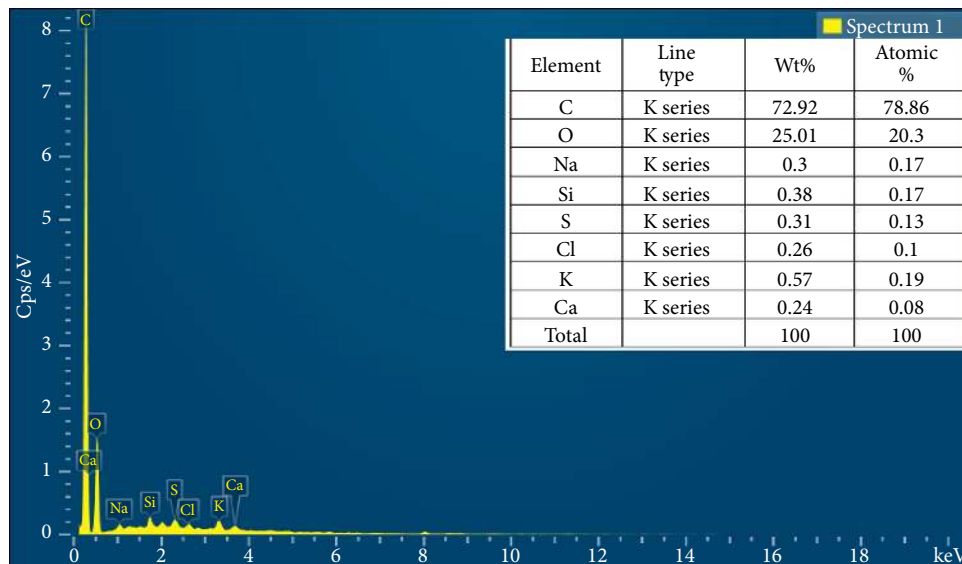 Spectrum 1
Element Line type Wt% Atomic %
C K series 72.92 78.86
O K series 25.01 20.3
Na K series 0.3 0.17
Si K series 0.38 0.17
S K series 0.31 0.13
Cl K series 0.26 0.1
K K series 0.57 0.19
Ca K series 0.24 0.08
Total 100 100
Cps/eV
8
7
6
5
4
3
2
1
0
C
O
Ca
Na
Si
S
Cl
K
Ca
0 2 4 6 8 10 12 14 16 18 keV